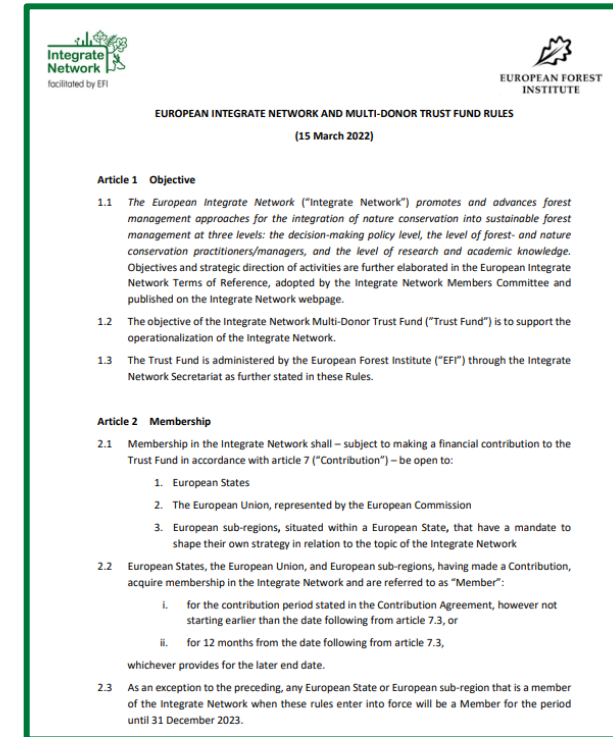 Integrate
Network
facilitated by EFI
EUROPEAN FOREST
INSTITUTE
EUROPEAN INTEGRATE NETWORK AND MULTI-DONOR TRUST FUND RULES
(15 March 2022)
Article 1 Objective
1.1 The European Integrate Network ("Integrate Network") promotes and advances forest
management approaches for the integration of nature conservation into sustainable forest
management at three levels: the decision-making policy level, the level of forest- and nature
conservation practitioners/managers, and the level of research and academic knowledge.
Objectives and strategic direction of activities are further elaborated in the European Integrate
Network Terms of Reference, adopted by the Integrate Network Members Committee and
published on the Integrate Network webpage.
1.2 The objective of the Integrate Network Multi-Donor Trust Fund ("Trust Fund") is to support the
operationalization of the Integrate Network.
1.3 The Trust Fund is administered by the European Forest Institute ("EFI") through the Integrate
Network Secretariat as further stated in these Rules.
Article 2 Membership
2.1 Membership in the Integrate Network shall – subject to making a financial contribution to the
Trust Fund in accordance with article 7 ("Contribution") – be open to:
1. European States
2. The European Union, represented by the European Commission
3. European sub-regions, situated within a European State, that have a mandate to
shape their own strategy in relation to the topic of the Integrate Network
2.2 European States, the European Union, and European sub-regions, having made a Contribution,
acquire membership in the Integrate Network and are referred to as "Member":
i. for the contribution period stated in the Contribution Agreement, however not
starting earlier than the date following from article 7.3, or
ii. for 12 months from the date following from article 7.3,
whichever provides for the later end date.
2.3 As an exception to the preceding, any European State or European sub-region that is a member
of the Integrate Network when these rules enter into force will be a Member for the period
until 31 December 2023.